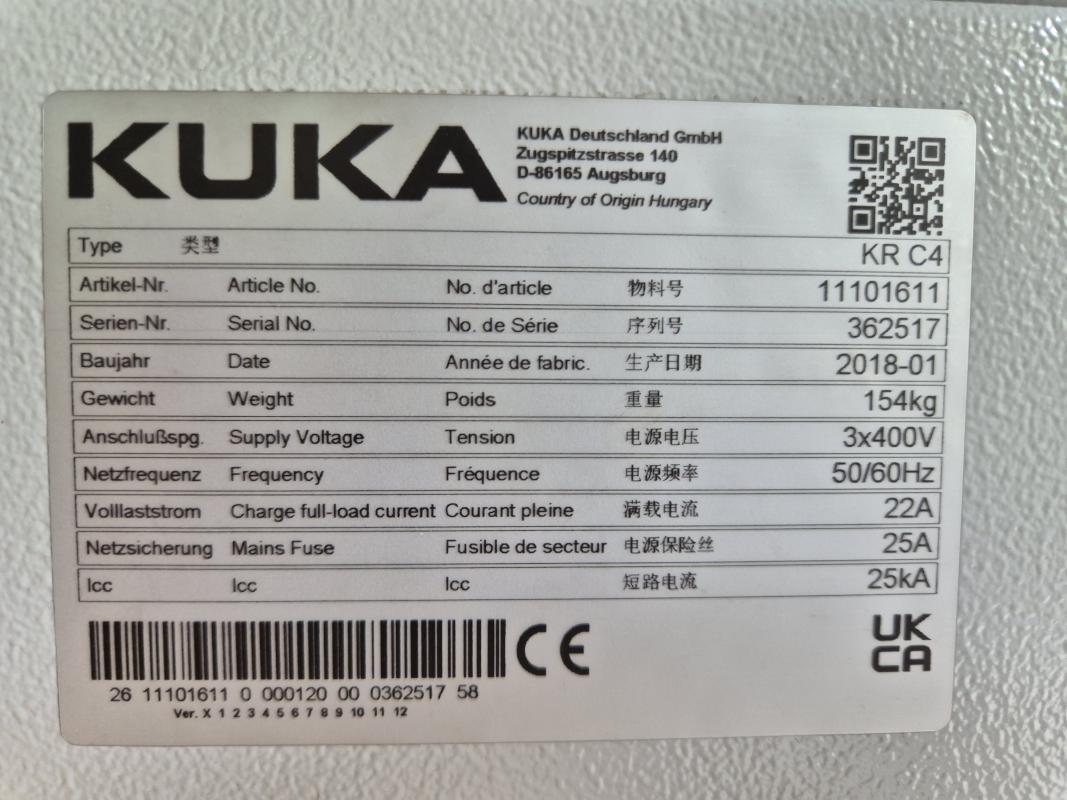 KUKA
KUKA Deutschland GmbH
Zugspitzstrasse 140
D-86165 Augsburg
Country of Origin Hungary
Type 类型 KR C4
Artikel-Nr. Article No. No. d'article 物料号 11101611
Serien-Nr. Serial No. No. de Série 序列号 362517
Baujahr Date Année de fabric. 生产日期 2018-01
Gewicht Weight Poids 重量 154kg
Anschlußspg. Supply Voltage Tension 电源电压 3x400V
Netzfrequenz Frequency Fréquence 电源频率 50/60Hz
Volllaststrom Charge full-load current Courant pleine 满载电流 22A
Netzsicherung Mains Fuse Fusible de secteur 电源保险丝 25A
Icc Icc Icc 短路电流 25kA
CE
UK
CA
26 11101611 0 000120 00 0362517 58
Ver. X 1 2 3 4 5 6 7 8 9 10 11 12